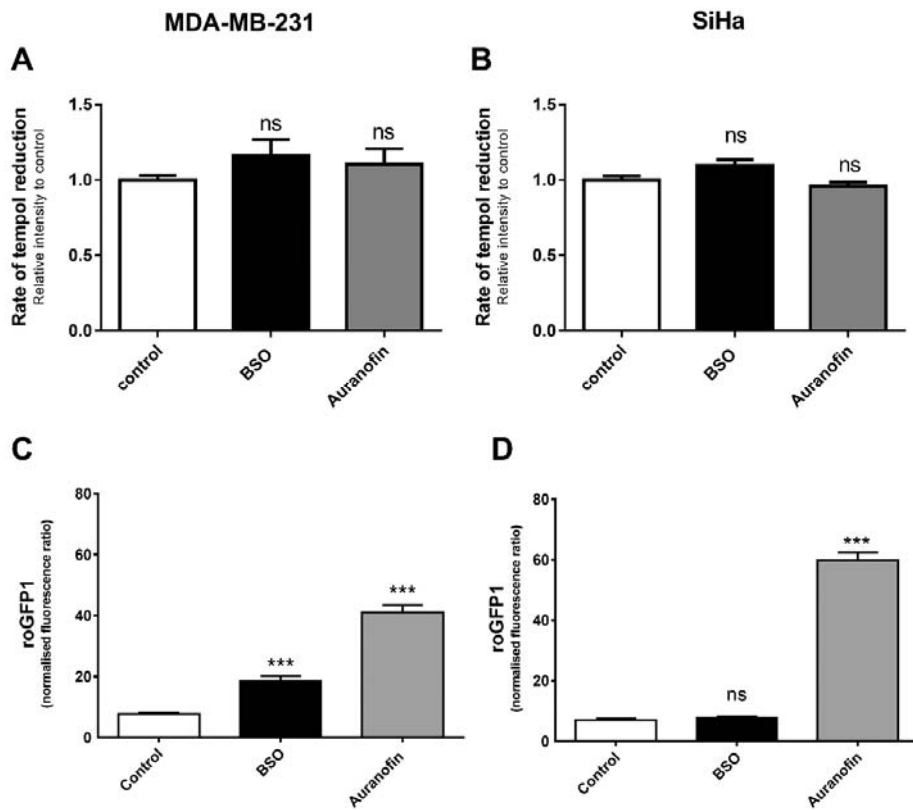 MDA-MB-231
SiHa
A
Rate of tempol reduction
Relative intensity to control
1.5
1.0
0.5
0.0
ns
ns
control
BSO
Auranofin
B
Rate of tempol reduction
Relative intensity to control
1.5
1.0
0.5
0.0
ns
ns
control
BSO
Auranofin
C
roGFP1
(normalised fluorescence ratio)
80
60
40
20
0
***
***
Control
BSO
Auranofin
D
roGFP1
(normalised fluorescence ratio)
80
60
40
20
0
ns
***
Control
BSO
Auranofin